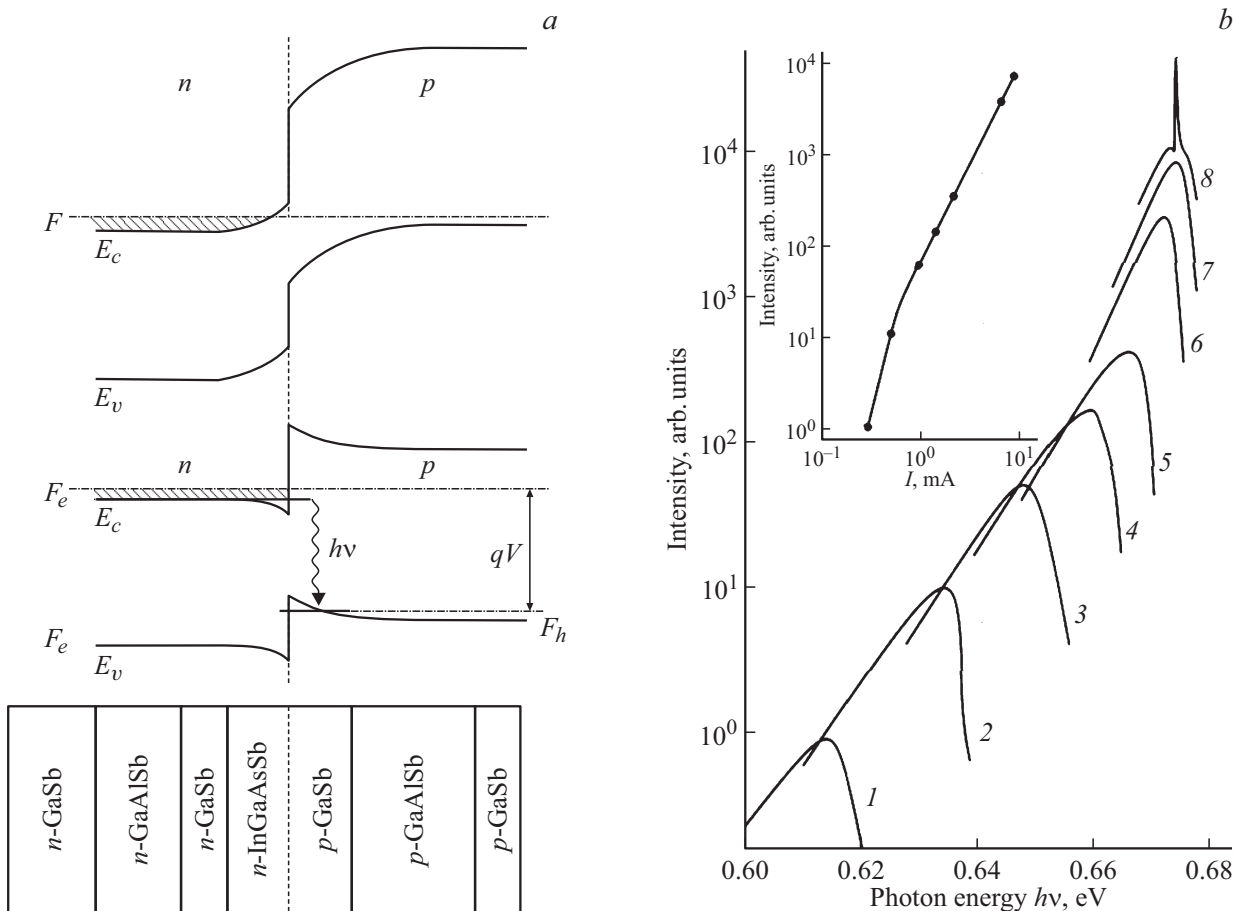 a
n
p
F
E_c
E_v
n
p
F_e
E_c
hν
qV
F_e
F_h
E_v
n-GaSb
n-GaAlSb
n-GaSb
n-InGaAsSb
p-GaSb
p-GaAlSb
p-GaSb
b
Intensity, arb. units
10^4
10^3
10^2
10^1
10^0
10^4
10^3
10^2
10^1
10^0
Intensity, arb. units
10^–1
10^0
10^1
I, mA
8
7
6
5
4
3
2
1
0.60
0.62
0.64
0.66
0.68
Photon energy hν, eV